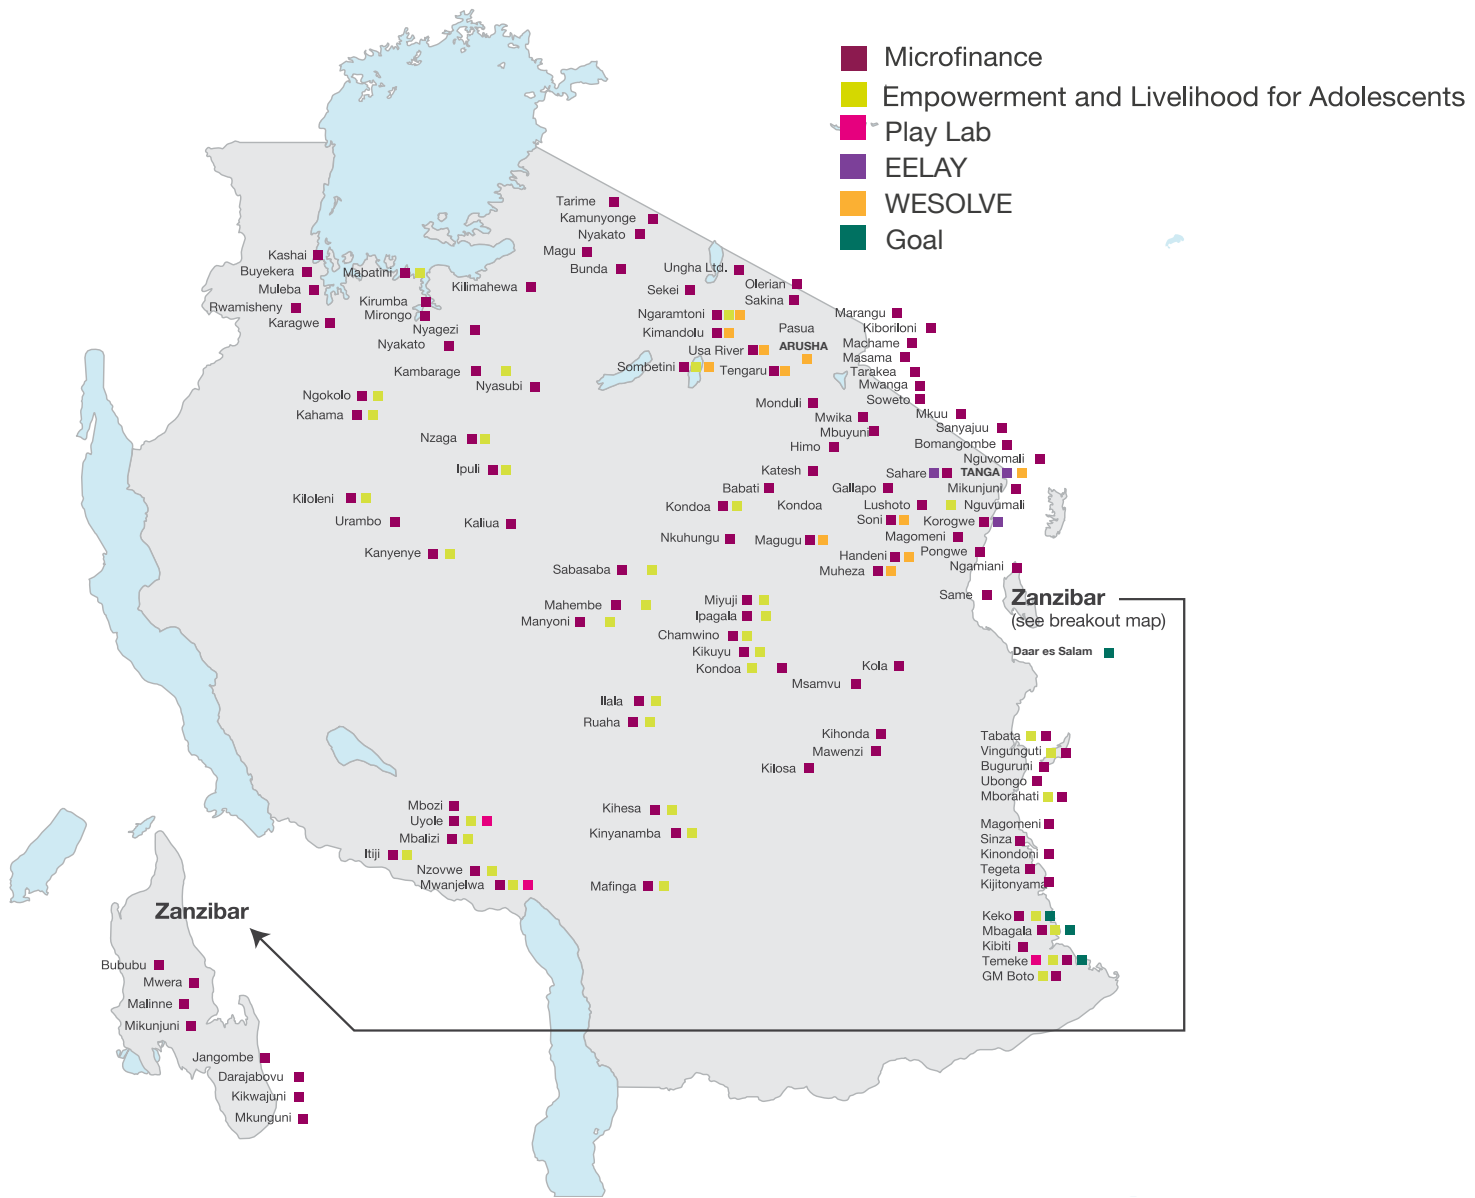 Microfinance
Empowerment and Livelihood for Adolescents
Play Lab
EELAY
WESOLVE
Goal
Tarime
Kamunyonge
Nyakato
Magu
Bunda
Kashai
Buyekera
Muleba
Rwamisheny
Karagwe
Mabatini
Kirumba
Mirongo
Kilimahewa
Nyagezi
Nyakato
Kambarage
Nyasubi
Ngokolo
Kahama
Nzaga
Ipuli
Kiloleni
Urambo
Kaliua
Kanyenye
Ungha Ltd.
Sekei
Olerian
Sakina
Ngaramtoni
Kimandolu
Pasua
ARUSHA
Usa River
Sombetini
Tengaru
Marangu
Kiboriloni
Machame
Masama
Tarakea
Mwanga
Soweto
Monduli
Mwika
Mbuyuni
Himo
Mkuu
Sanyajuu
Bomangombe
Nguvomali
Katesh
Babati
Kondoa
Kondoa
Gallapo
Sahare
TANGA
Mikunjuni
Lushoto
Nguvumali
Soni
Korogwe
Magomeni
Nkuhungu
Magugu
Handeni
Pongwe
Muheza
Ngamiani
Same
Sabasaba
Mahembe
Manyoni
Miyuji
Ipagala
Chamwino
Kikuyu
Kondoa
Kola
Msamvu
Zanzibar
(see breakout map)
Daar es Salam
Ilala
Ruaha
Kihonda
Mawenzi
Kilosa
Tabata
Vingunguti
Buguruni
Ubongo
Mborahati
Magomeni
Sinza
Kinondoni
Tegeta
Kijitonyama
Mbozi
Uyole
Mbalizi
Itiji
Nzovwe
Mwanjelwa
Kihesa
Kinyanamba
Mafinga
Keko
Mbagala
Kibiti
Temeke
GM Boto
Zanzibar
Bububu
Mwera
Malinne
Mikunjuni
Jangombe
Darajabovu
Kikwajuni
Mkunguni